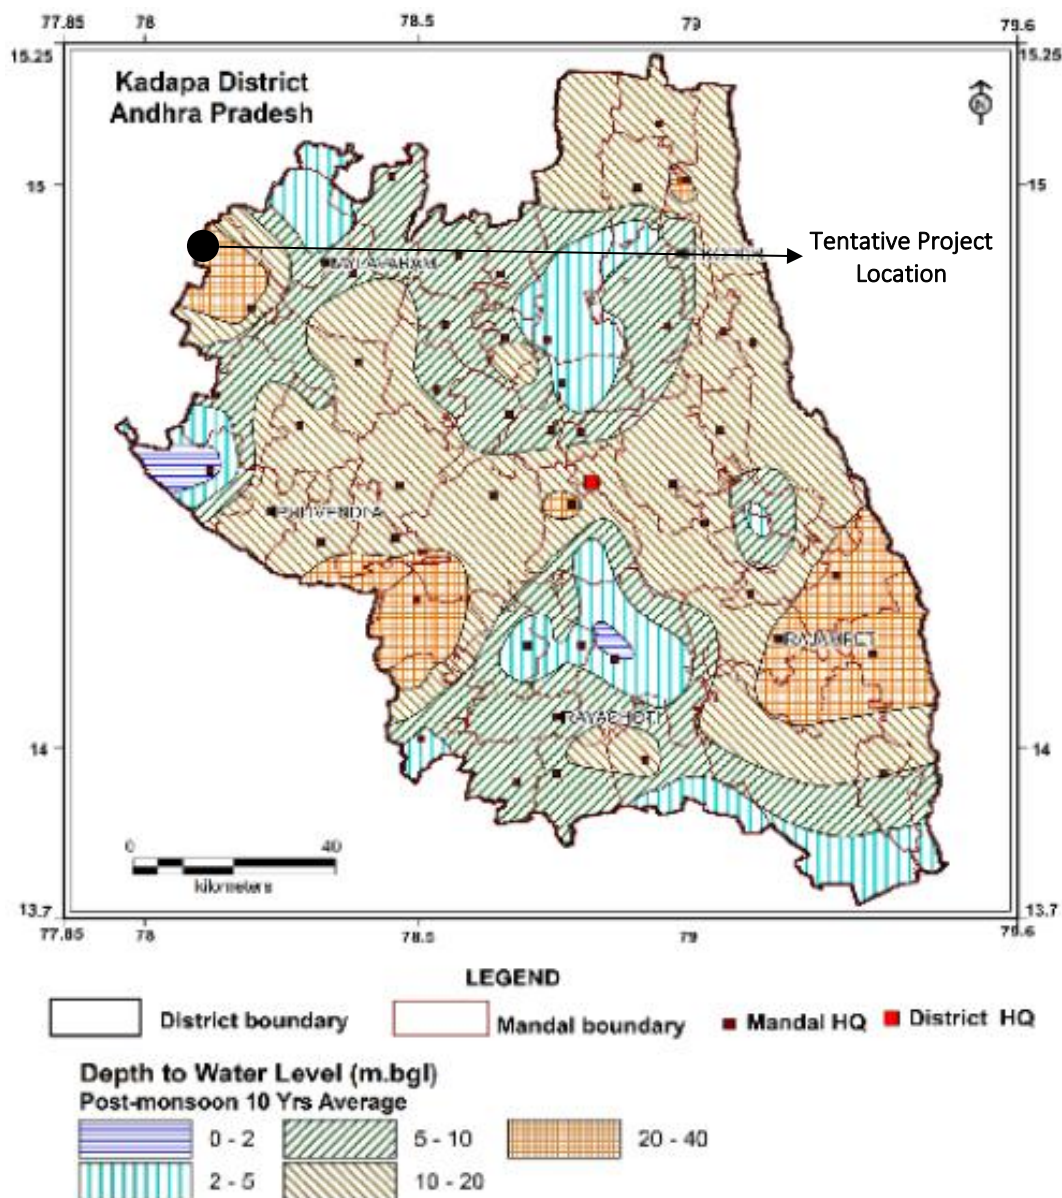 77.85 78 78.5 79 79.6
15.25 15.25
Kadapa District
Andhra Pradesh
N
15 15
Tentative Project
Location
RAJAMPET
RAYACHOTI
14 14
0 40
kilometers
13.7 13.7
77.85 78 78.5 79 79.6
LEGEND
District boundary Mandal boundary Mandal HQ District HQ
Depth to Water Level (m.bgl)
Post-monsoon 10 Yrs Average
0 - 2 5 - 10 20 - 40
2 - 5 10 - 20